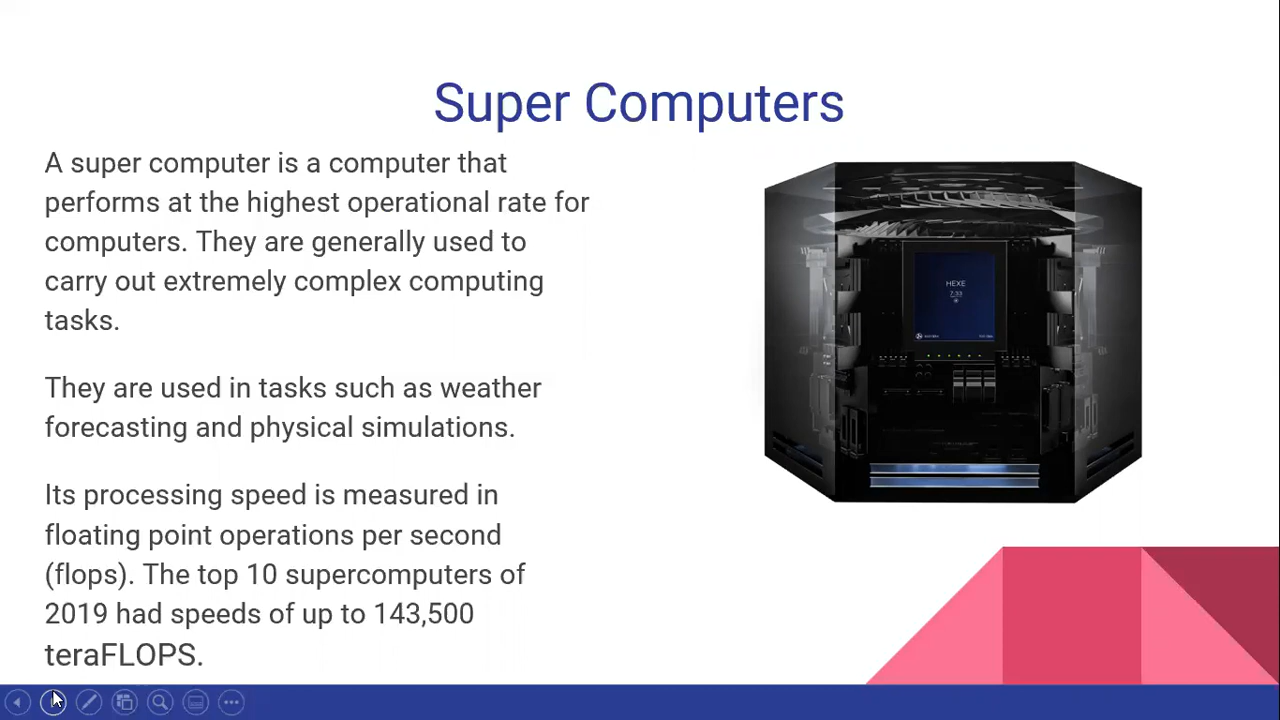 Super Computers
A super computer is a computer that
performs at the highest operational rate for
computers. They are generally used to
carry out extremely complex computing
tasks.
They are used in tasks such as weather
forecasting and physical simulations.
Its processing speed is measured in
floating point operations per second
(flops). The top 10 supercomputers of
2019 had speeds of up to 143,500
teraFLOPS.
HEXE
7:33